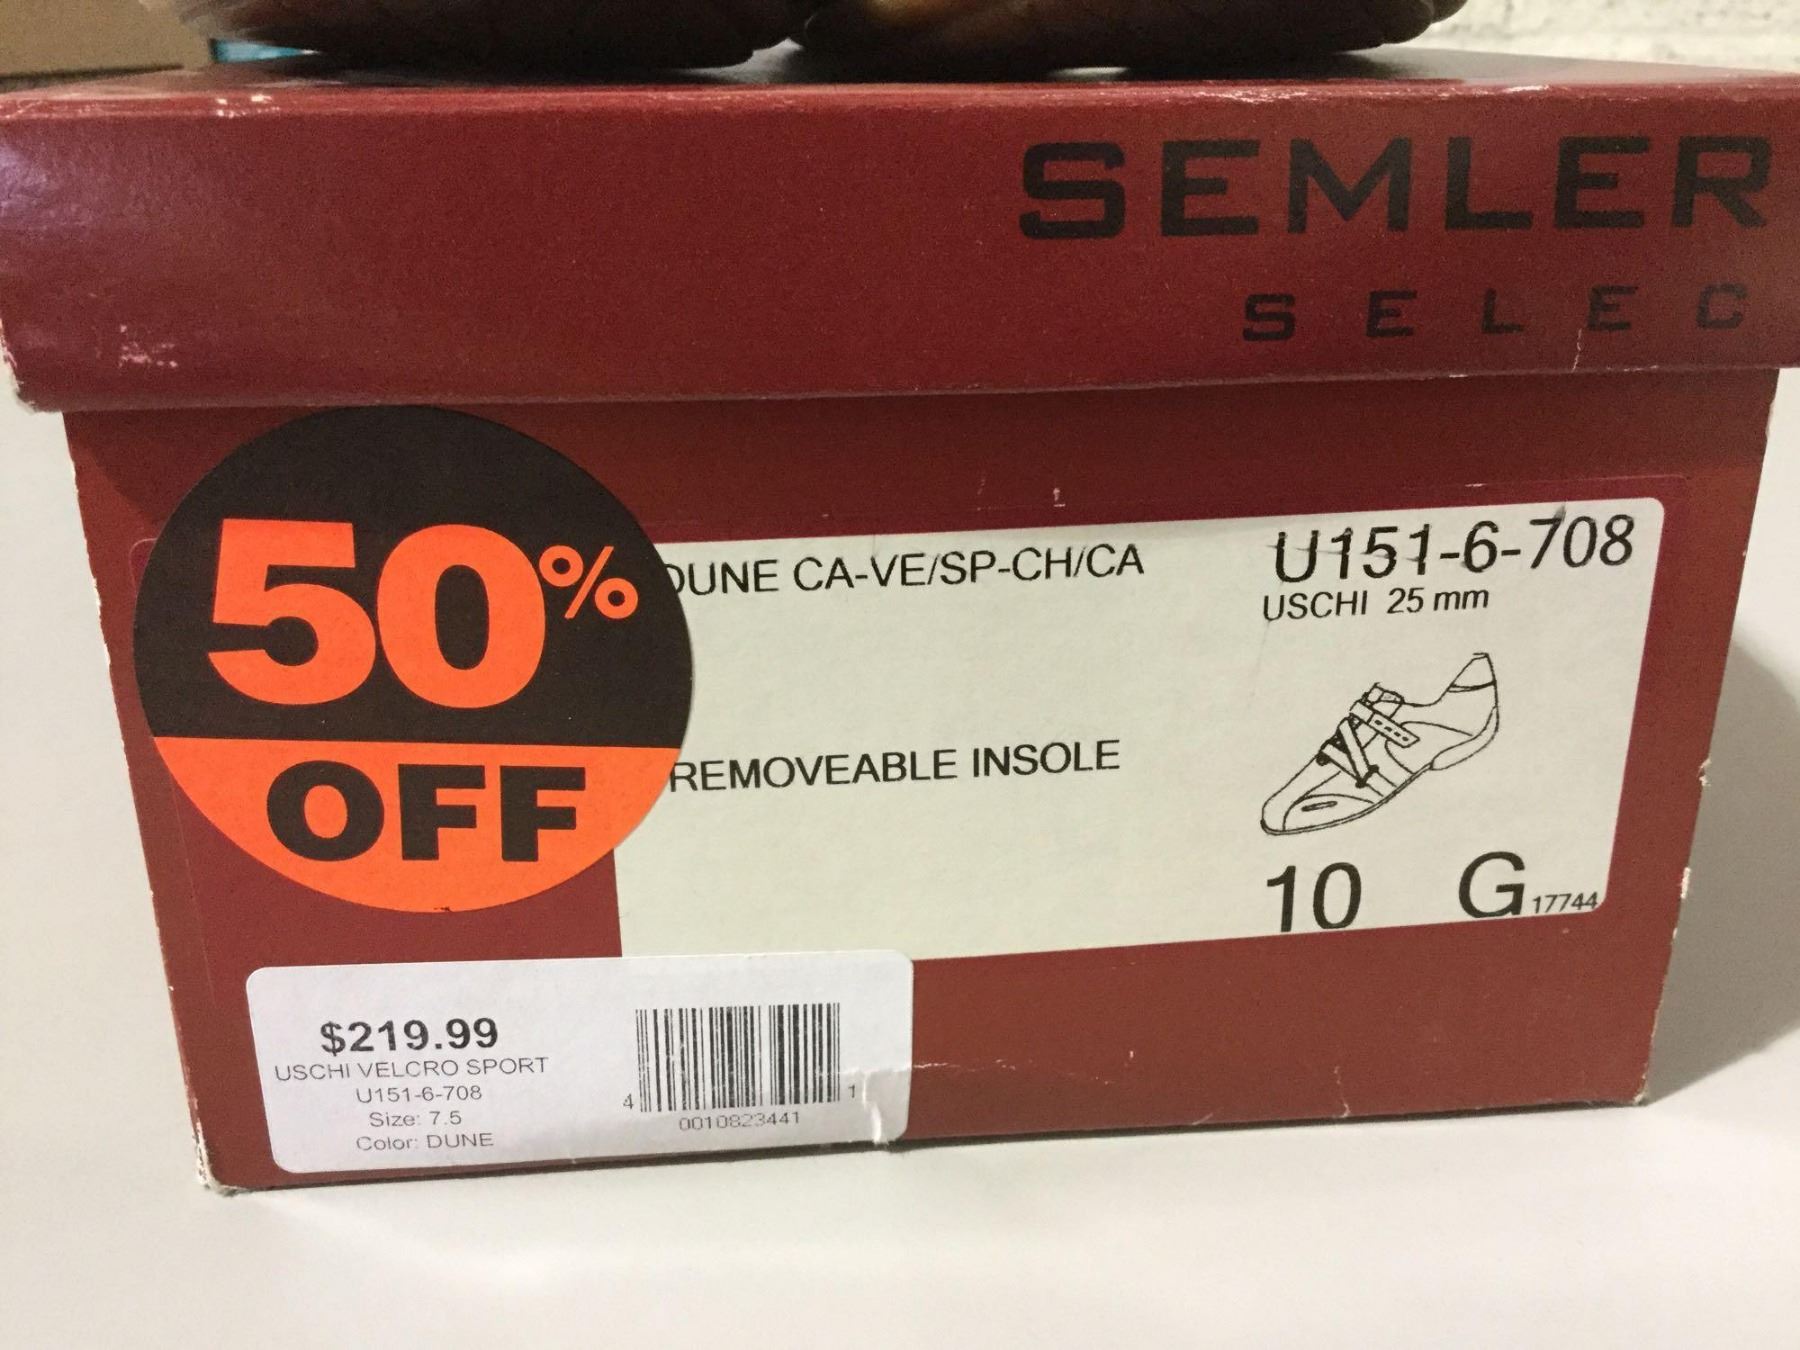 SEMLER
SELEC
50%
OFF
DUNE CA-VE/SP-CH/CA
U151-6-708
USCHI 25 mm
REMOVEABLE INSOLE
10 G 17744
$219.99
USCHI VELCRO SPORT
U151-6-708
Size: 7.5
Color: DUNE
4 0010823441 1